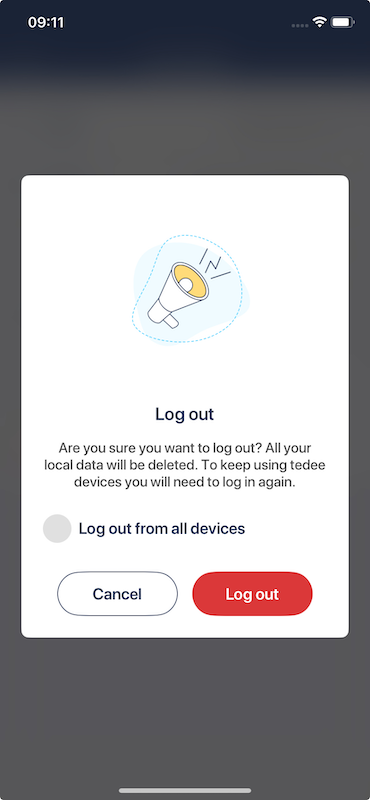 09:11
Log out
Are you sure you want to log out? All your
local data will be deleted. To keep using tedee
devices you will need to log in again.
Log out from all devices
Cancel
Log out